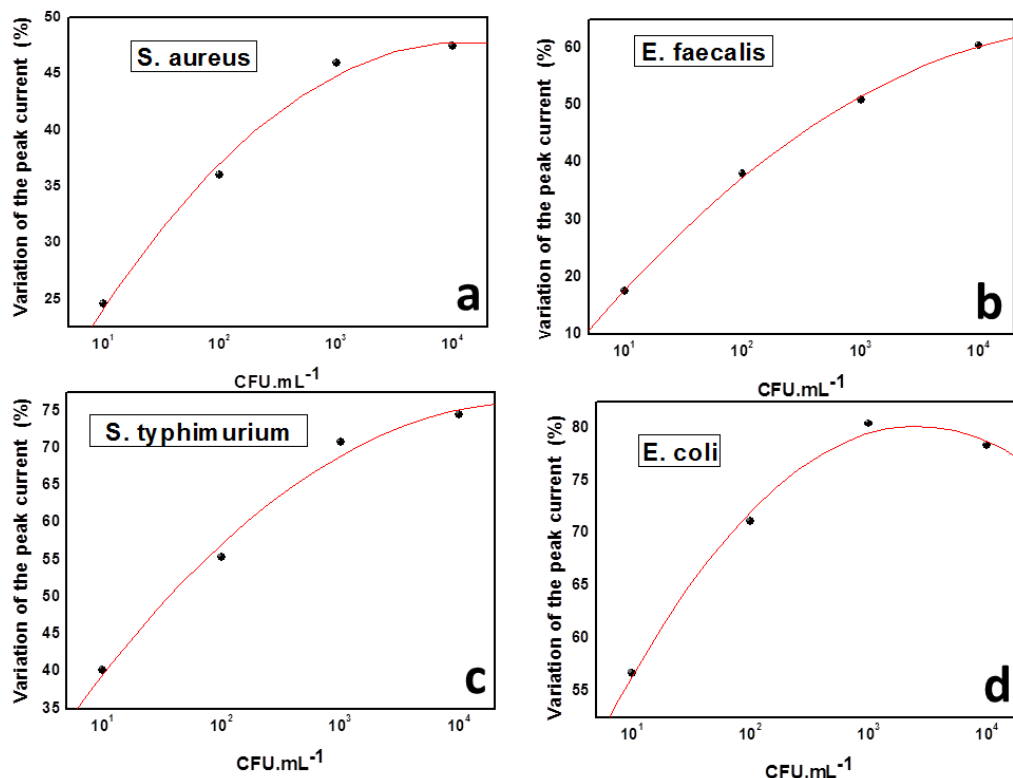 Variation of the peak current (%)
50
45
40
35
30
25
S. aureus
a
10¹ 10² 10³ 10⁴
CFU.mL⁻¹
Variation of the peak current (%)
60
50
40
30
20
10
E. faecalis
b
10¹ 10² 10³ 10⁴
CFU.mL⁻¹
Variation of the peak current (%)
75
70
65
60
55
50
45
40
35
S. typhimurium
c
10¹ 10² 10³ 10⁴
CFU.mL⁻¹
Variation of the peak current (%)
80
75
70
65
60
55
E. coli
d
10¹ 10² 10³ 10⁴
CFU.mL⁻¹